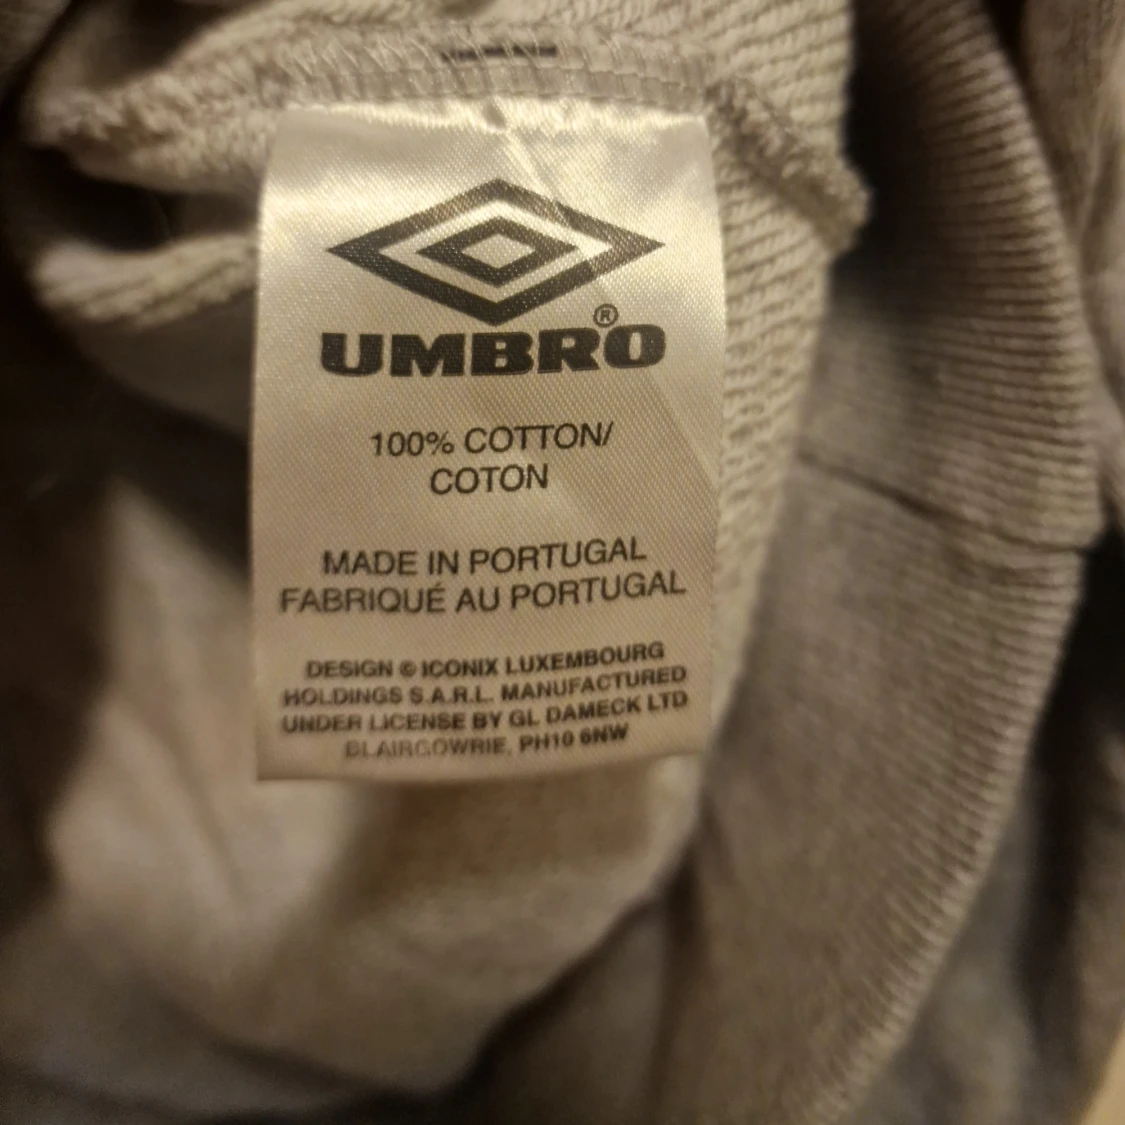 UMBRO®
100% COTTON/
COTON
MADE IN PORTUGAL
FABRIQUÉ AU PORTUGAL
DESIGN © ICONIX LUXEMBOURG
HOLDINGS S.A.R.L. MANUFACTURED
UNDER LICENSE BY GL DAMECK LTD
BLAIRGOWRIE, PH10 6NW